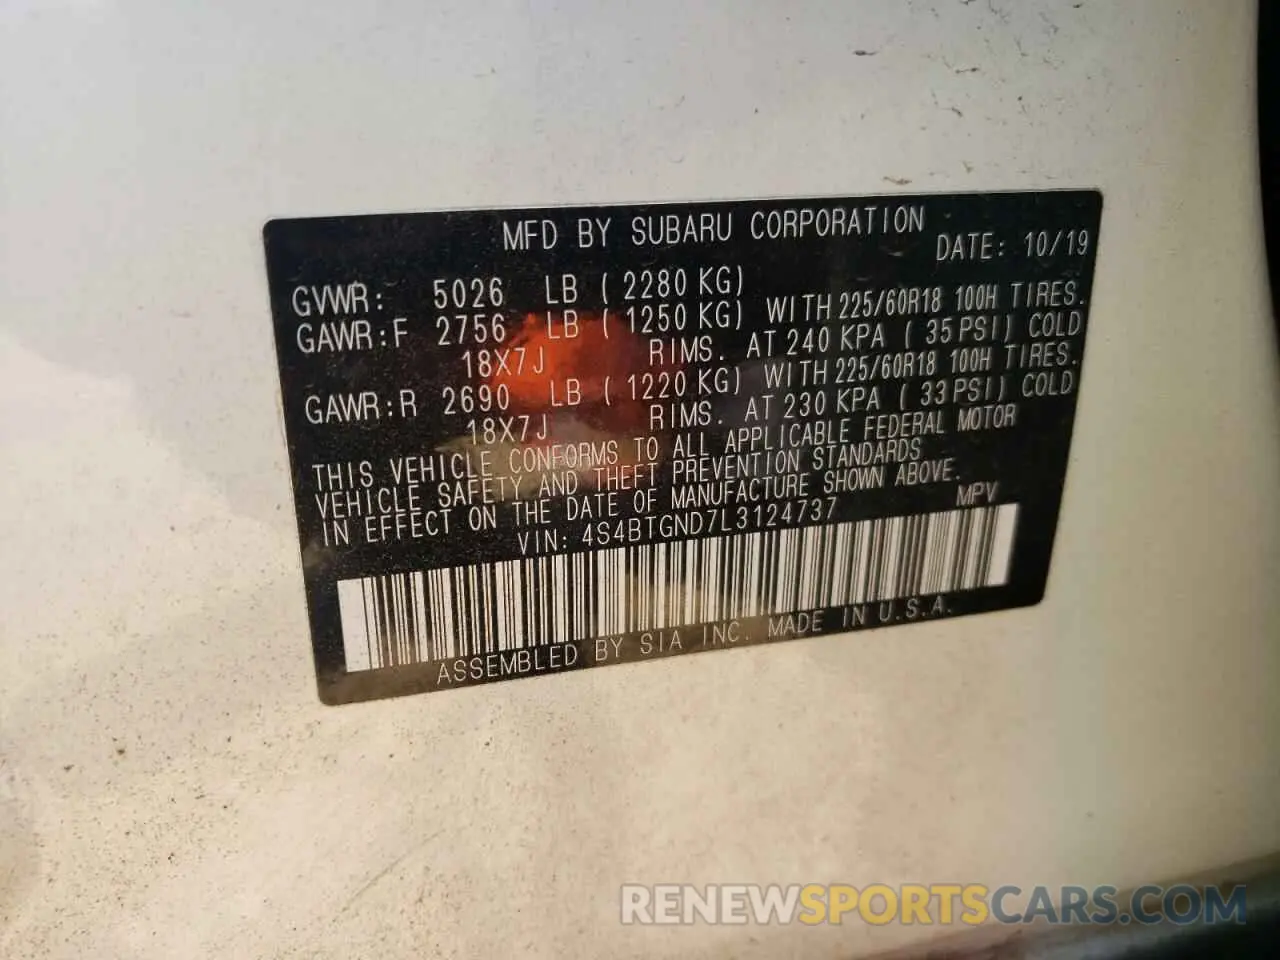 MFD BY SUBARU CORPORATION
DATE: 10/19
GVWR: 5026 LB ( 2280 KG)
GAWR:F 2756 LB ( 1250 KG) WITH 225/60R18 100H TIRES.
18X7J RIMS. AT 240 KPA ( 35 PSI) COLD
GAWR:R 2690 LB ( 1220 KG) WITH 225/60R18 100H TIRES.
18X7J RIMS. AT 230 KPA ( 33 PSI) COLD
THIS VEHICLE CONFORMS TO ALL APPLICABLE FEDERAL MOTOR
VEHICLE SAFETY AND THEFT PREVENTION STANDARDS
IN EFFECT ON THE DATE OF MANUFACTURE SHOWN ABOVE.
VIN: 4S4BTGND7L3124737 MPV
ASSEMBLED BY SIA INC. MADE IN U.S.A.
RENEWSPORTSCARS.COM